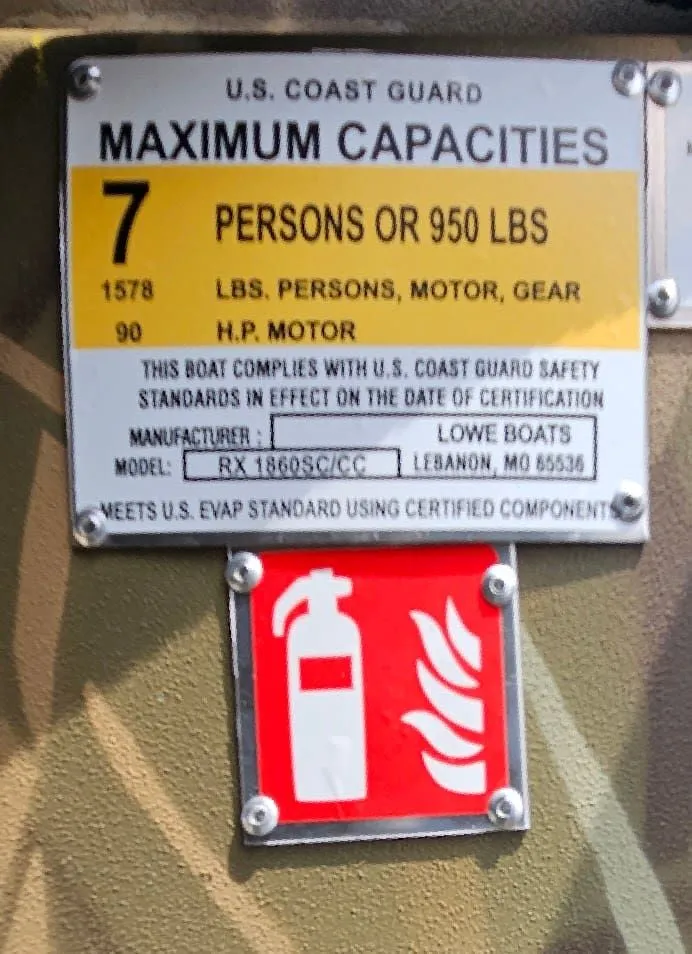 U.S. COAST GUARD
MAXIMUM CAPACITIES
7 PERSONS OR 950 LBS
1578 LBS. PERSONS, MOTOR, GEAR
90 H.P. MOTOR
THIS BOAT COMPLIES WITH U.S. COAST GUARD SAFETY
STANDARDS IN EFFECT ON THE DATE OF CERTIFICATION
MANUFACTURER : LOWE BOATS
MODEL: RX 1860SC/CC LEBANON, MO 65536
MEETS U.S. EVAP STANDARD USING CERTIFIED COMPONENTS